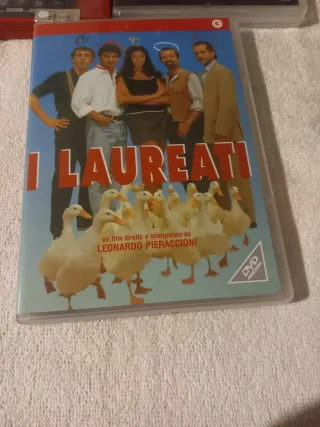 I LAUREATI
un film diretto e interpretato da
LEONARDO PIERACCIONI
DVD